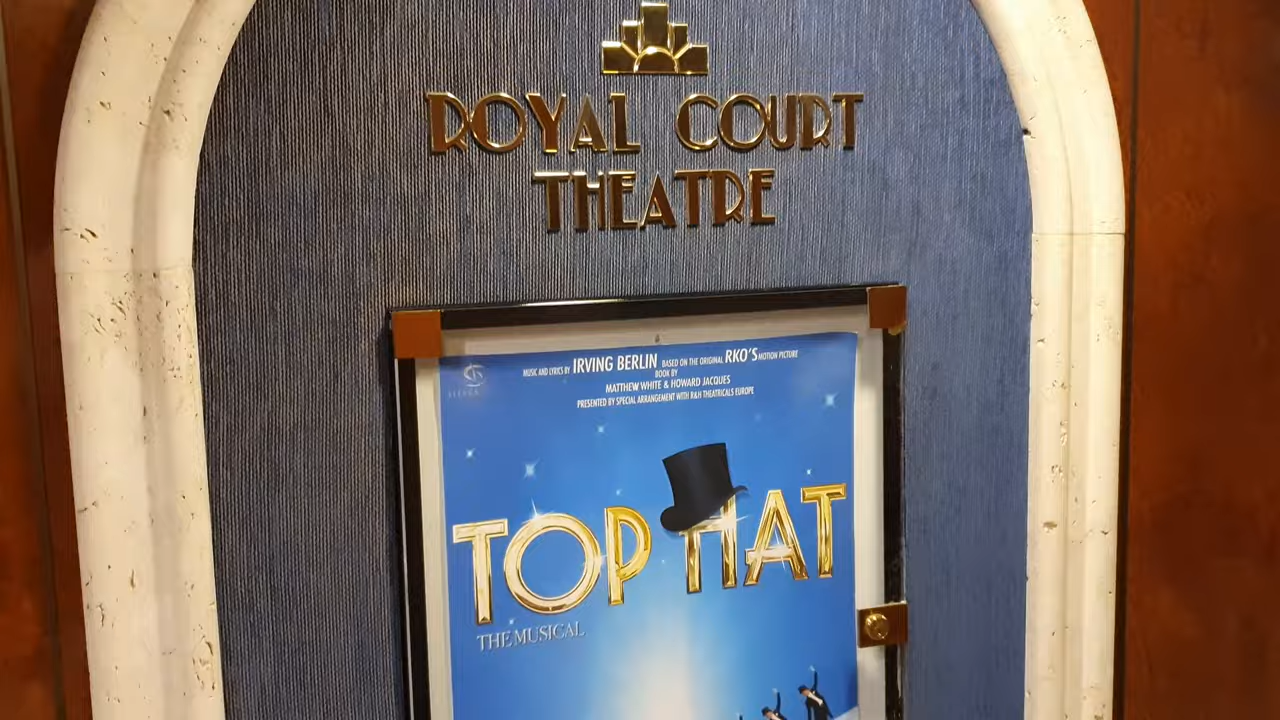 ROYAL COURT
THEATRE
MUSIC AND LYRICS BY IRVING BERLIN BASED ON THE ORIGINAL RKO'S MOTION PICTURE
BOOK BY
MATTHEW WHITE & HOWARD JACQUES
PRESENTED BY SPECIAL ARRANGEMENT WITH R&H THEATRICALS EUROPE
TOP HAT
THE MUSICAL